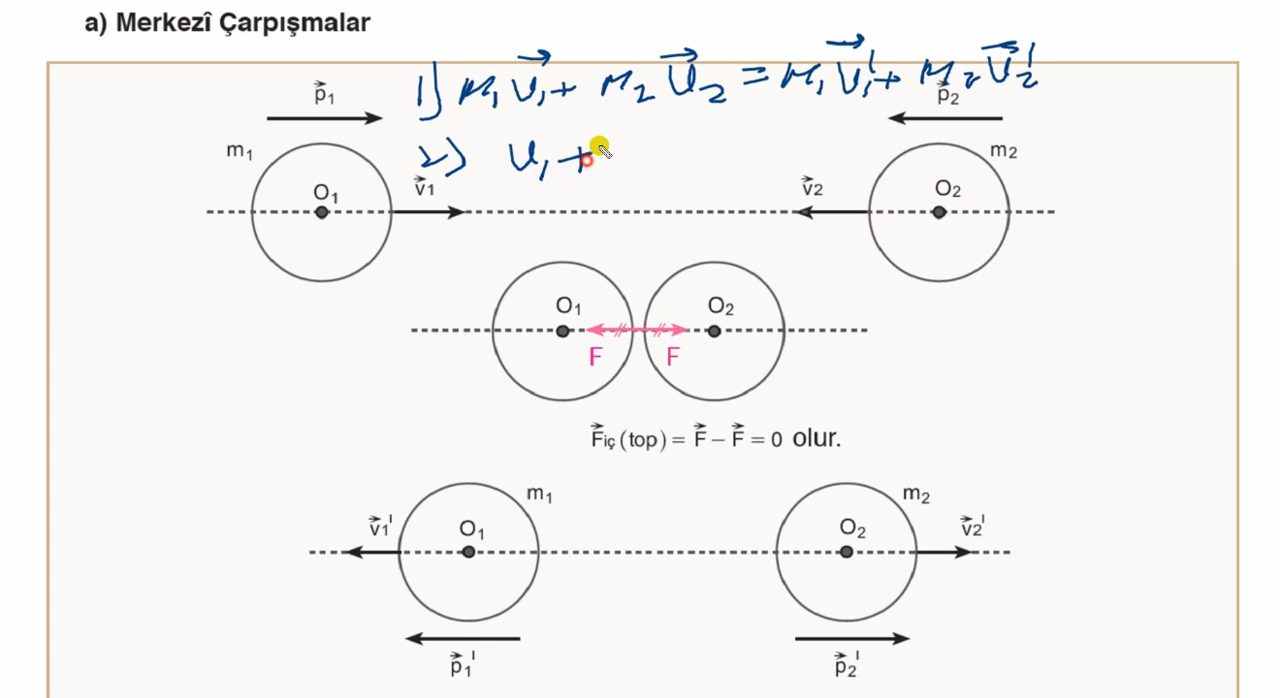 a) Merkezî Çarpışmalar
1) m₁v⃗₁ + m₂v⃗₂ = m₁v⃗₁' + m₂v⃗₂'
p⃗₁
p⃗₂
2) v₁ +
m₁
m₂
O₁
v⃗₁
v⃗₂
O₂
O₁
O₂
F
F
F⃗iç (top) = F⃗ – F⃗ = 0 olur.
m₁
m₂
v⃗₁'
O₁
O₂
v⃗₂'
p⃗₁'
p⃗₂'